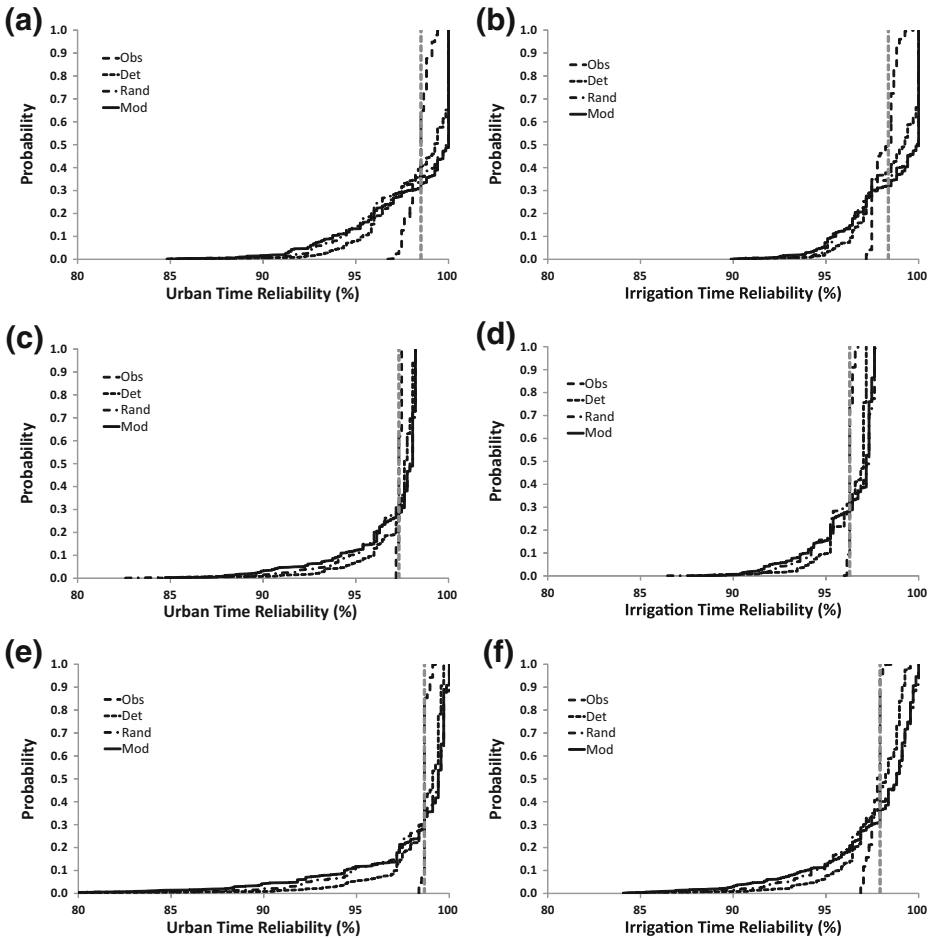 (a)
1.0
0.9
0.8
0.7
0.6
0.5
0.4
0.3
0.2
0.1
0.0
Probability
Obs
Det
Rand
Mod
80 85 90 95 100
Urban Time Reliability (%)
(b)
1.0
0.9
0.8
0.7
0.6
0.5
0.4
0.3
0.2
0.1
0.0
Probability
Obs
Det
Rand
Mod
80 85 90 95 100
Irrigation Time Reliability (%)
(c)
1.0
0.9
0.8
0.7
0.6
0.5
0.4
0.3
0.2
0.1
0.0
Probability
Obs
Det
Rand
Mod
80 85 90 95 100
Urban Time Reliability (%)
(d)
1.0
0.9
0.8
0.7
0.6
0.5
0.4
0.3
0.2
0.1
0.0
Probability
Obs
Det
Rand
Mod
80 85 90 95 100
Irrigation Time Reliability (%)
(e)
1.0
0.9
0.8
0.7
0.6
0.5
0.4
0.3
0.2
0.1
0.0
Probability
Obs
Det
Rand
Mod
80 85 90 95 100
Urban Time Reliability (%)
(f)
1.0
0.9
0.8
0.7
0.6
0.5
0.4
0.3
0.2
0.1
0.0
Probability
Obs
Det
Rand
Mod
80 85 90 95 100
Irrigation Time Reliability (%)